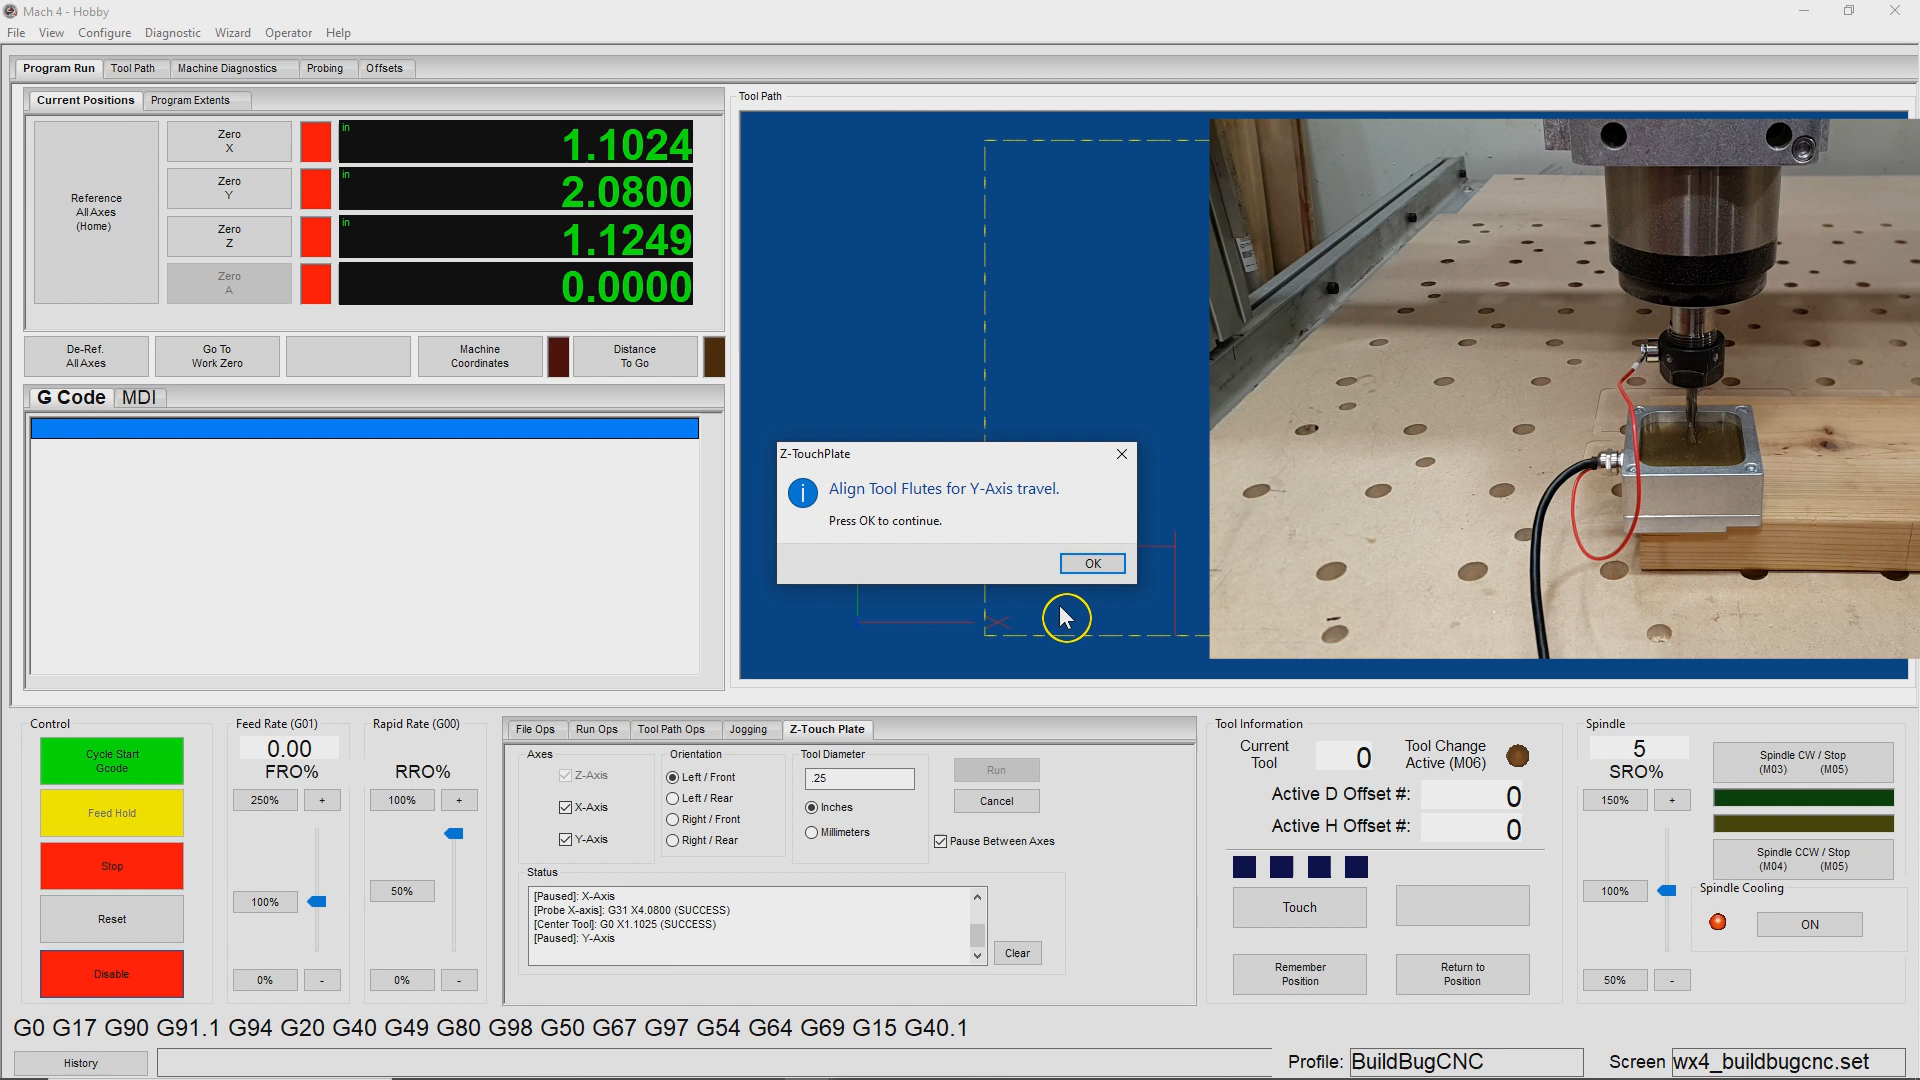 Mach 4 - Hobby
File View Configure Diagnostic Wizard Operator Help
Program Run Tool Path Machine Diagnostics Probing Offsets
Current Positions Program Extents
Reference
All Axes
(Home)
Zero
X
in
1.1024
Zero
Y
in
2.0800
Zero
Z
in
1.1249
Zero
A
0.0000
De-Ref.
All Axes
Go To
Work Zero
Machine
Coordinates
Distance
To Go
G Code MDI
Tool Path
Z-TouchPlate
i
Align Tool Flutes for Y-Axis travel.
Press OK to continue.
OK
Control
Cycle Start
Gcode
Feed Hold
Stop
Reset
Disable
Feed Rate (G01)
0.00
FRO%
250% +
100%
0% -
Rapid Rate (G00)
RRO%
100% +
50%
0% -
File Ops Run Ops Tool Path Ops Jogging Z-Touch Plate
Axes
Z-Axis
X-Axis
Y-Axis
Orientation
Left / Front
Left / Rear
Right / Front
Right / Rear
Tool Diameter
.25
Inches
Millimeters
Run
Cancel
Pause Between Axes
Status
[Paused]: X-Axis
[Probe X-axis]: G31 X4.0800 (SUCCESS)
[Center Tool]: G0 X1.1025 (SUCCESS)
[Paused]: Y-Axis
Clear
Tool Information
Current
Tool
0
Tool Change
Active (M06)
Active D Offset #: 0
Active H Offset #: 0
Touch
Remember
Position
Return to
Position
Spindle
5
SRO%
150% +
100%
50% -
Spindle CW / Stop
(M03) (M05)
Spindle CCW / Stop
(M04) (M05)
Spindle Cooling
ON
G0 G17 G90 G91.1 G94 G20 G40 G49 G80 G98 G50 G67 G97 G54 G64 G69 G15 G40.1
History
Profile: BuildBugCNC
Screen wx4_buildbugcnc.set